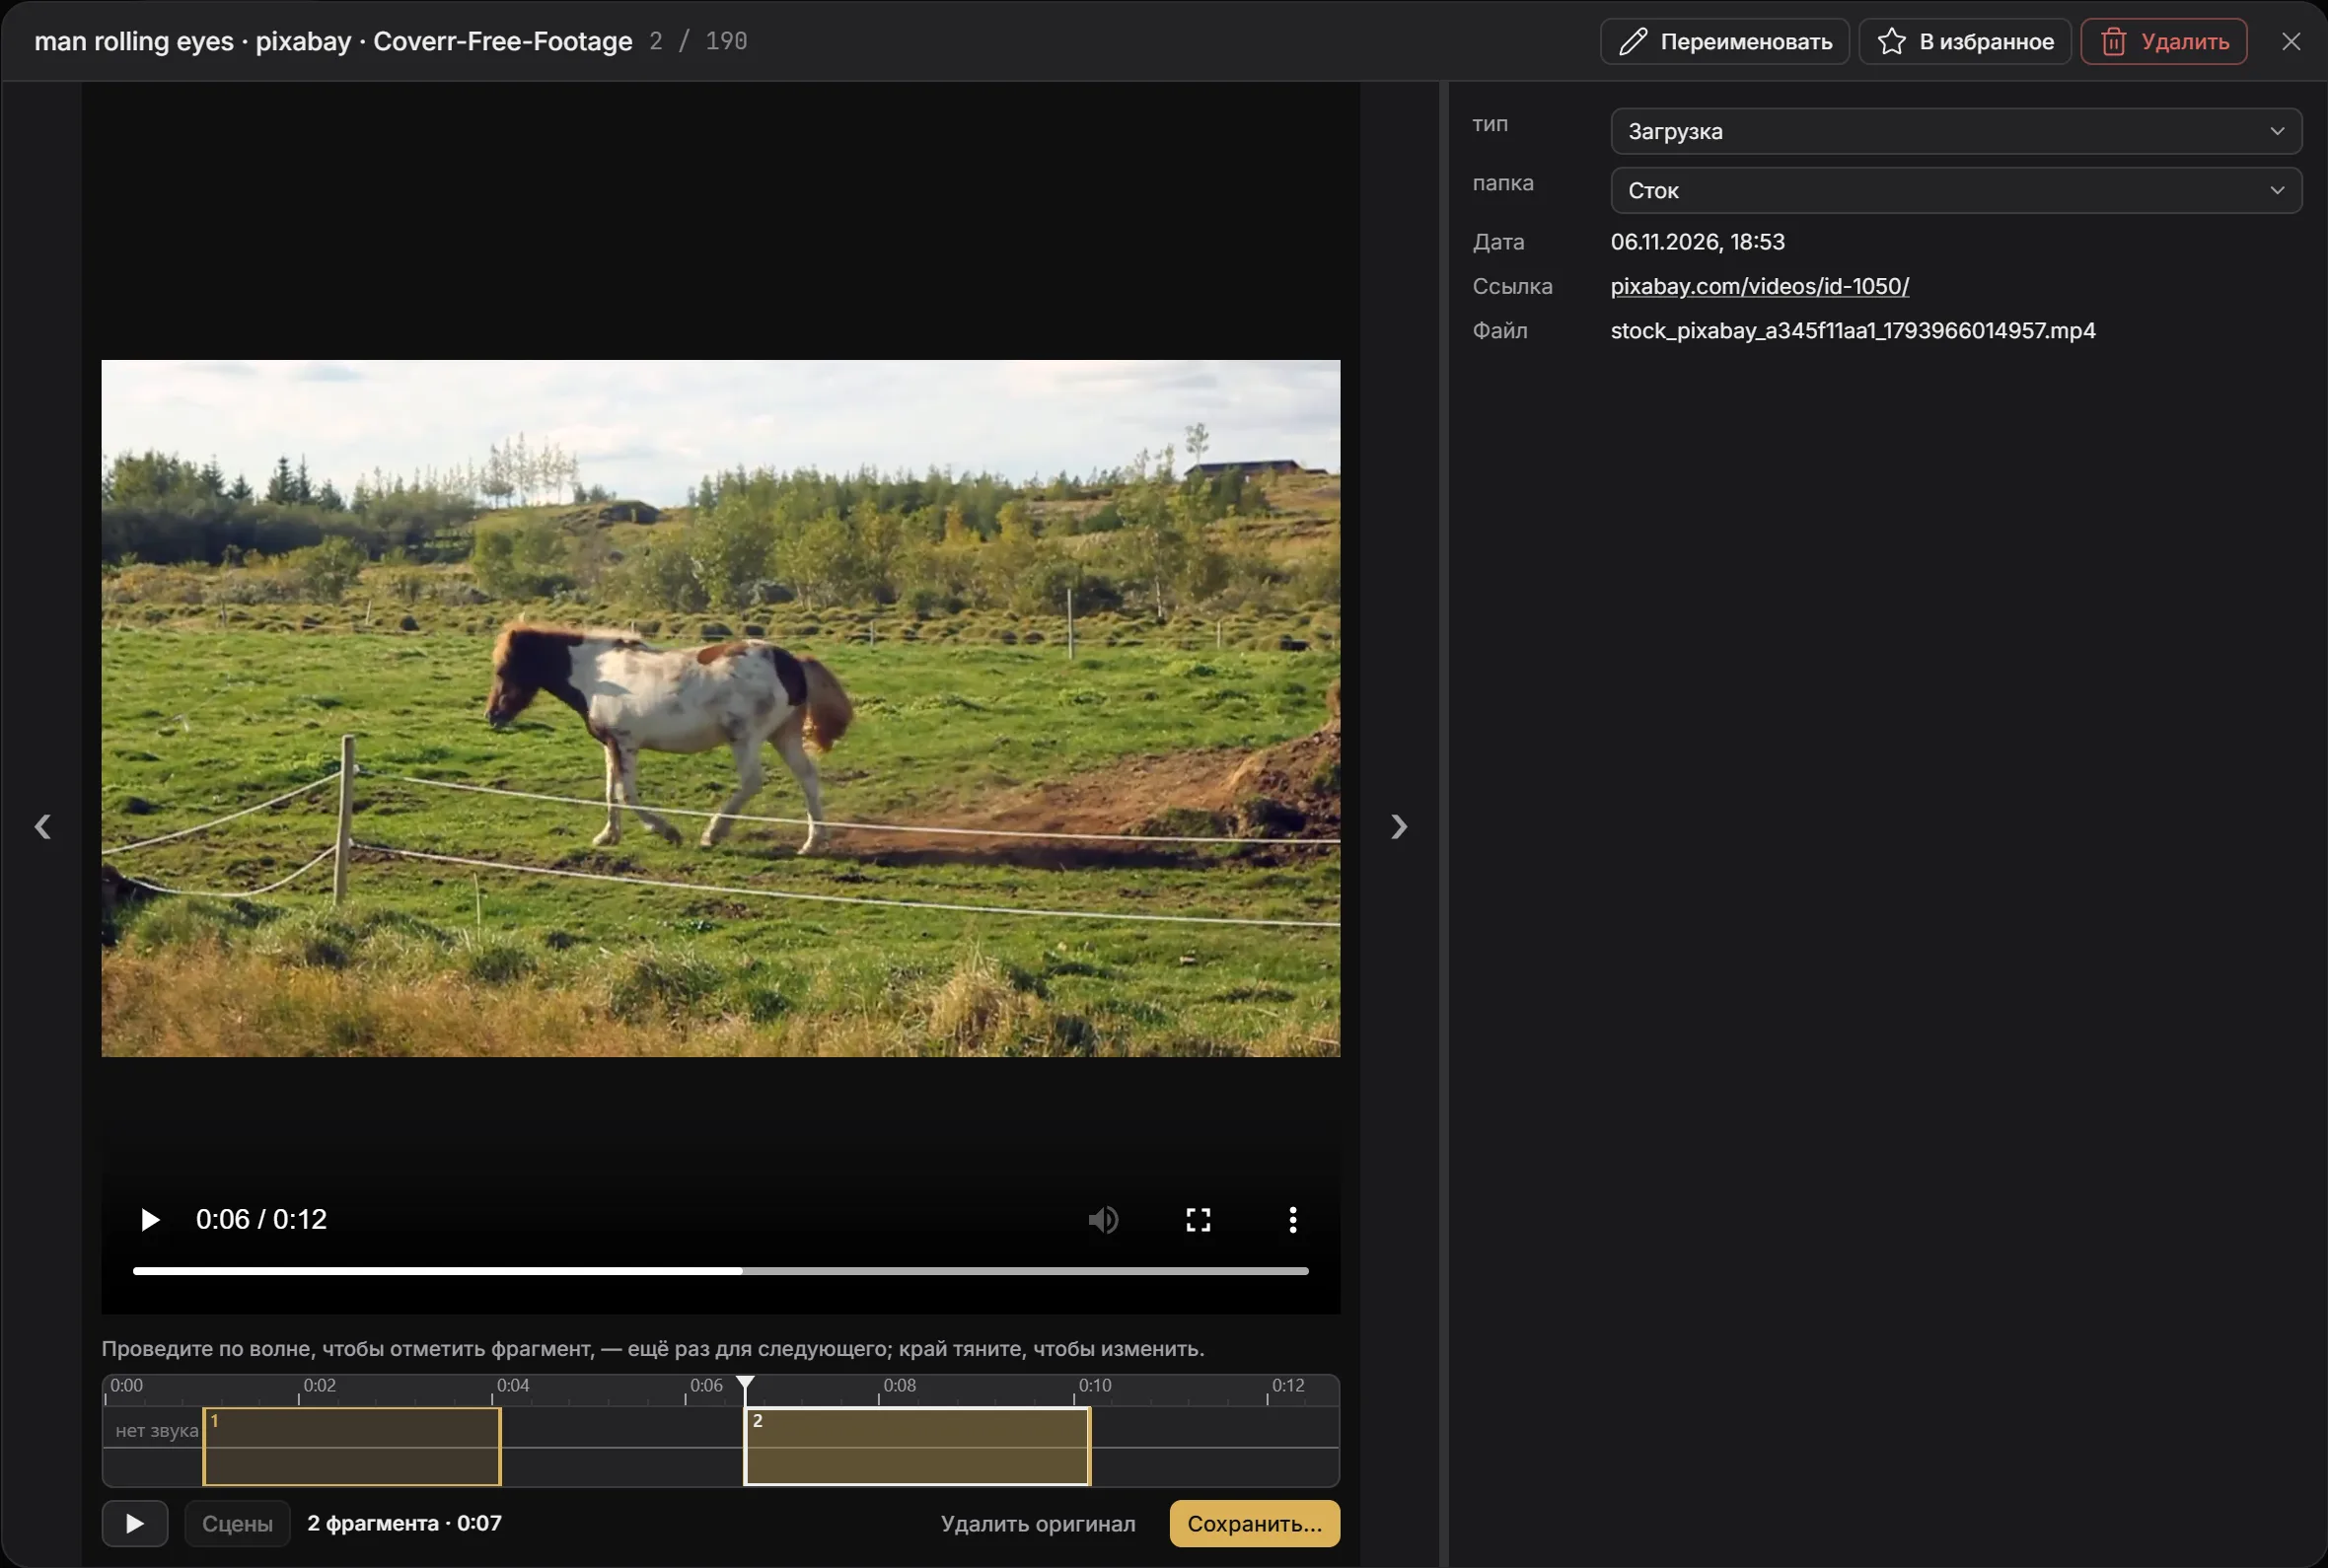 man rolling eyes · pixabay · Coverr-Free-Footage 2 / 190
Переименовать
В избранное
Удалить
тип
Загрузка
папка
Сток
Дата
06.11.2026, 18:53
Ссылка
pixabay.com/videos/id-1050/
Файл
stock_pixabay_a345f11aa1_1793966014957.mp4
0:06 / 0:12
Проведите по волне, чтобы отметить фрагмент, — ещё раз для следующего; край тяните, чтобы изменить.
0:00 0:02 0:04 0:06 0:08 0:10 0:12
нет звука 1 2
Сцены 2 фрагмента · 0:07 Удалить оригинал Сохранить...